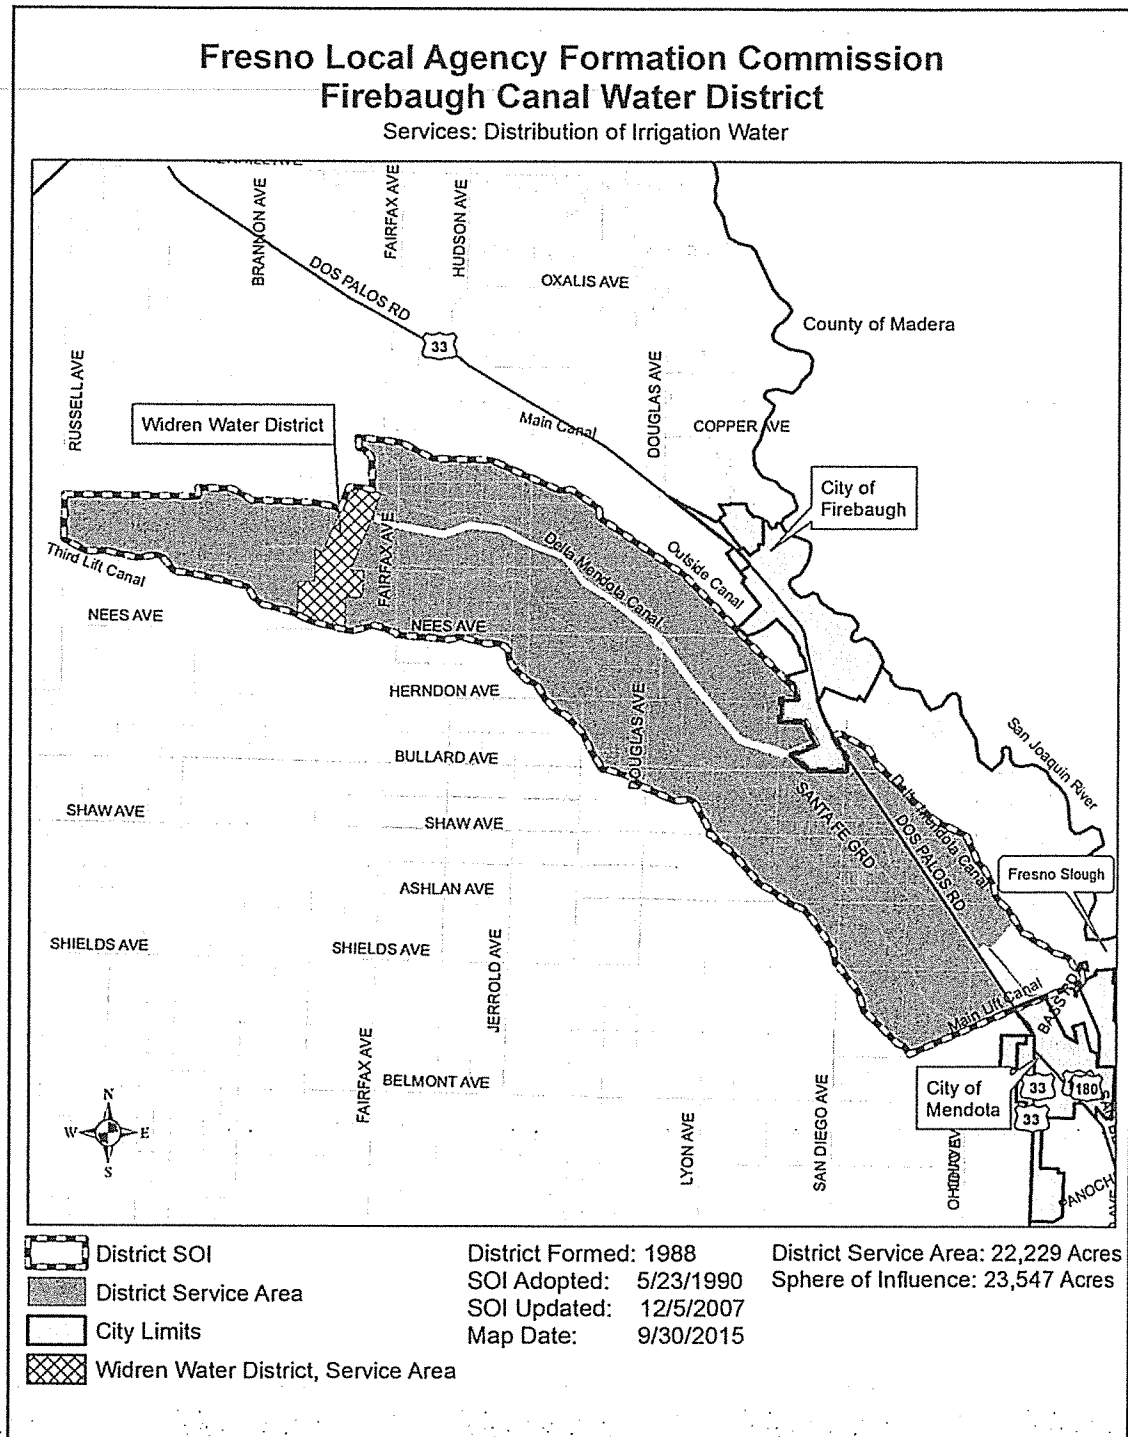 Fresno Local Agency Formation Commission
Firebaugh Canal Water District
Services: Distribution of Irrigation Water
BRANNON AVE
FAIRFAX AVE
HUDSON AVE
DOS PALOS RD
OXALIS AVE
33
County of Madera
RUSSELL AVE
DOUGLAS AVE
Main Canal
COPPER AVE
Widren Water District
City of
Firebaugh
FAIRFAX AVE
Delta Mendota Canal
Outside Canal
Third Lift Canal
NEES AVE
NEES AVE
HERNDON AVE
DOUGLAS AVE
San Joaquin River
BULLARD AVE
SANTA FE GRD
DOS PALOS RD
Delta Mendota Canal
SHAW AVE
SHAW AVE
Fresno Slough
ASHLAN AVE
SHIELDS AVE
SHIELDS AVE
JERROLD AVE
Main Lift Canal
BASS RD
FAIRFAX AVE
BELMONT AVE
City of
Mendota
33
180
33
LYON AVE
SAN DIEGO AVE
PANOCH
N
W
E
S
District SOI
District Service Area
City Limits
Widren Water District, Service Area
District Formed: 1988
SOI Adopted: 5/23/1990
SOI Updated: 12/5/2007
Map Date: 9/30/2015
District Service Area: 22,229 Acres
Sphere of Influence: 23,547 Acres